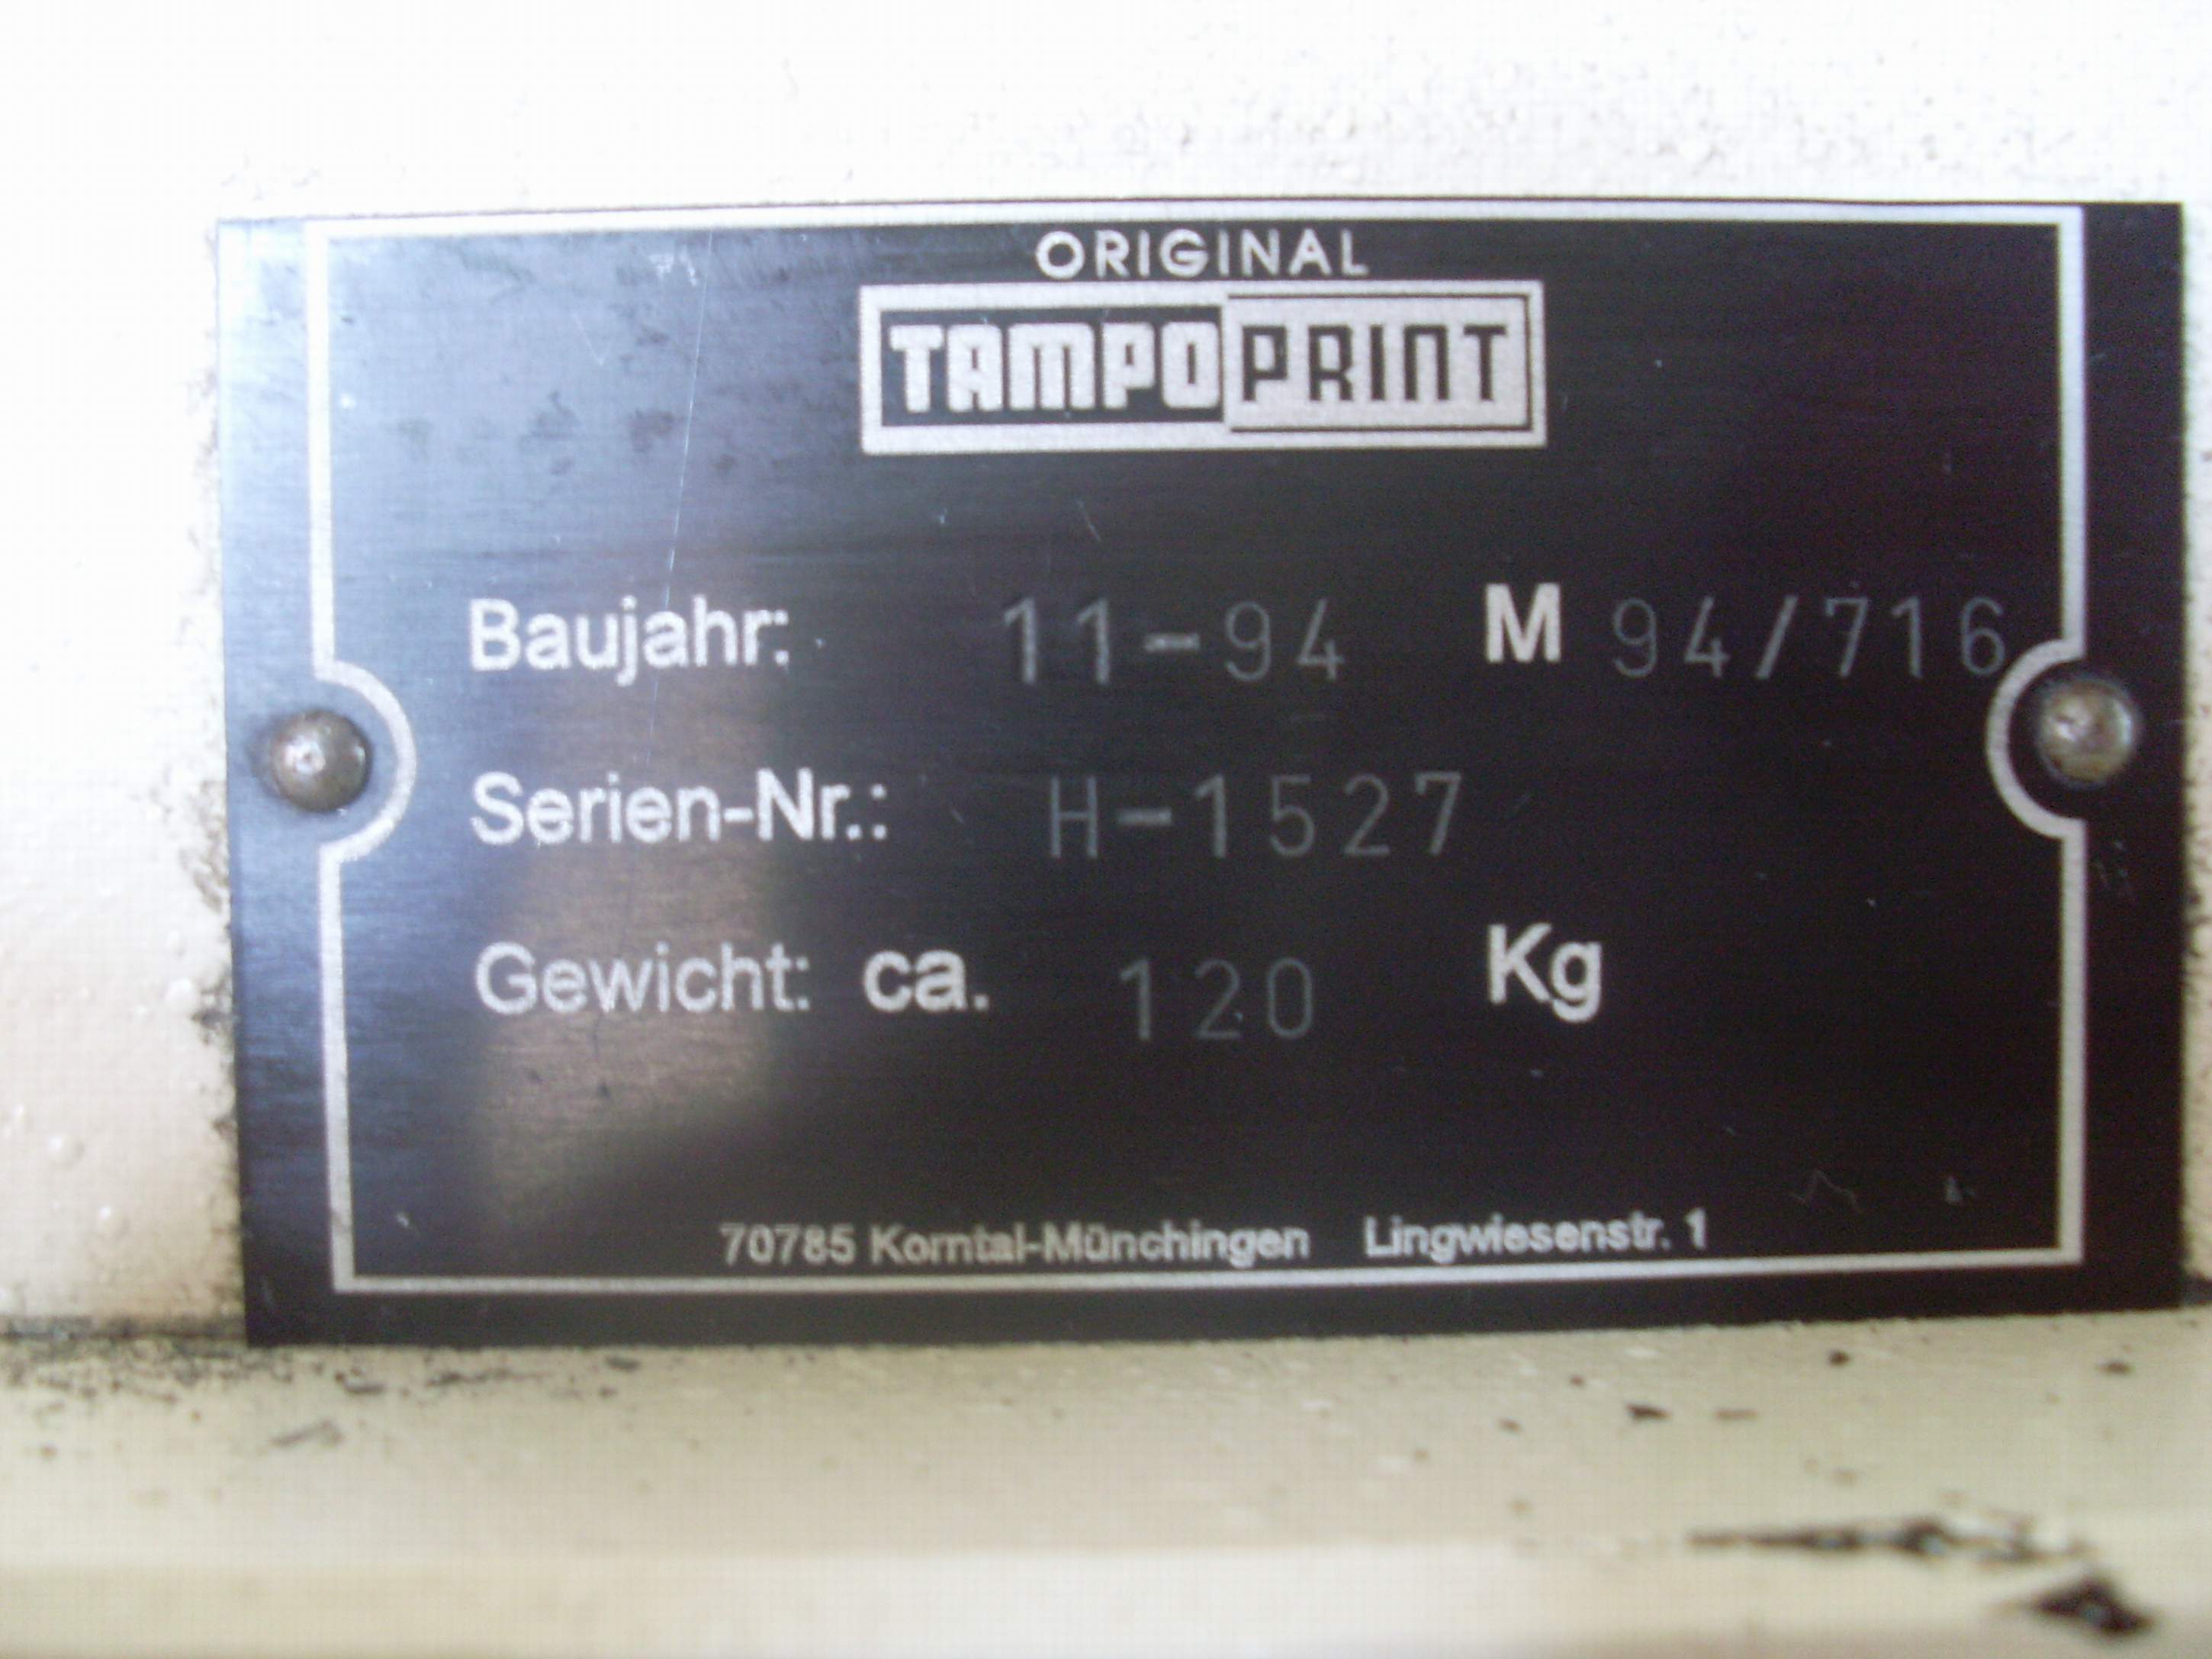 ORIGINAL
TAMPOPRINT
Baujahr: 11-94 M 94/716
Serien-Nr.: H-1527
Gewicht: ca. 120 Kg
70785 Korntal-Münchingen Lingwiesenstr. 1